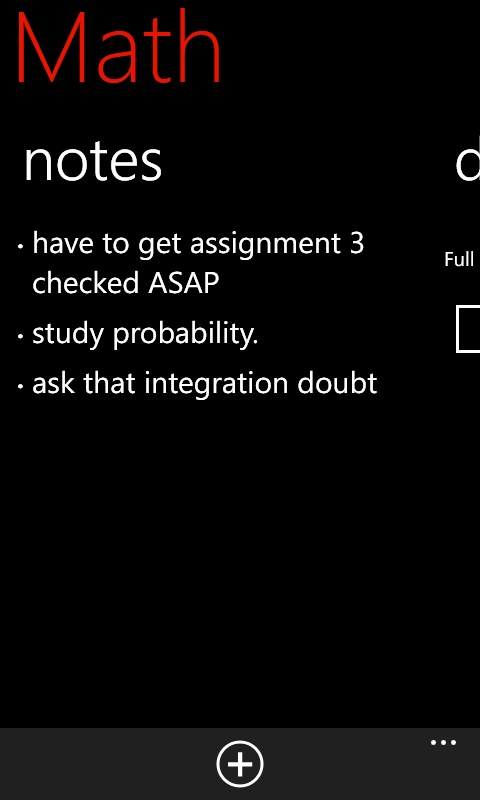 Math
notes
• have to get assignment 3
checked ASAP
• study probability.
• ask that integration doubt
Full